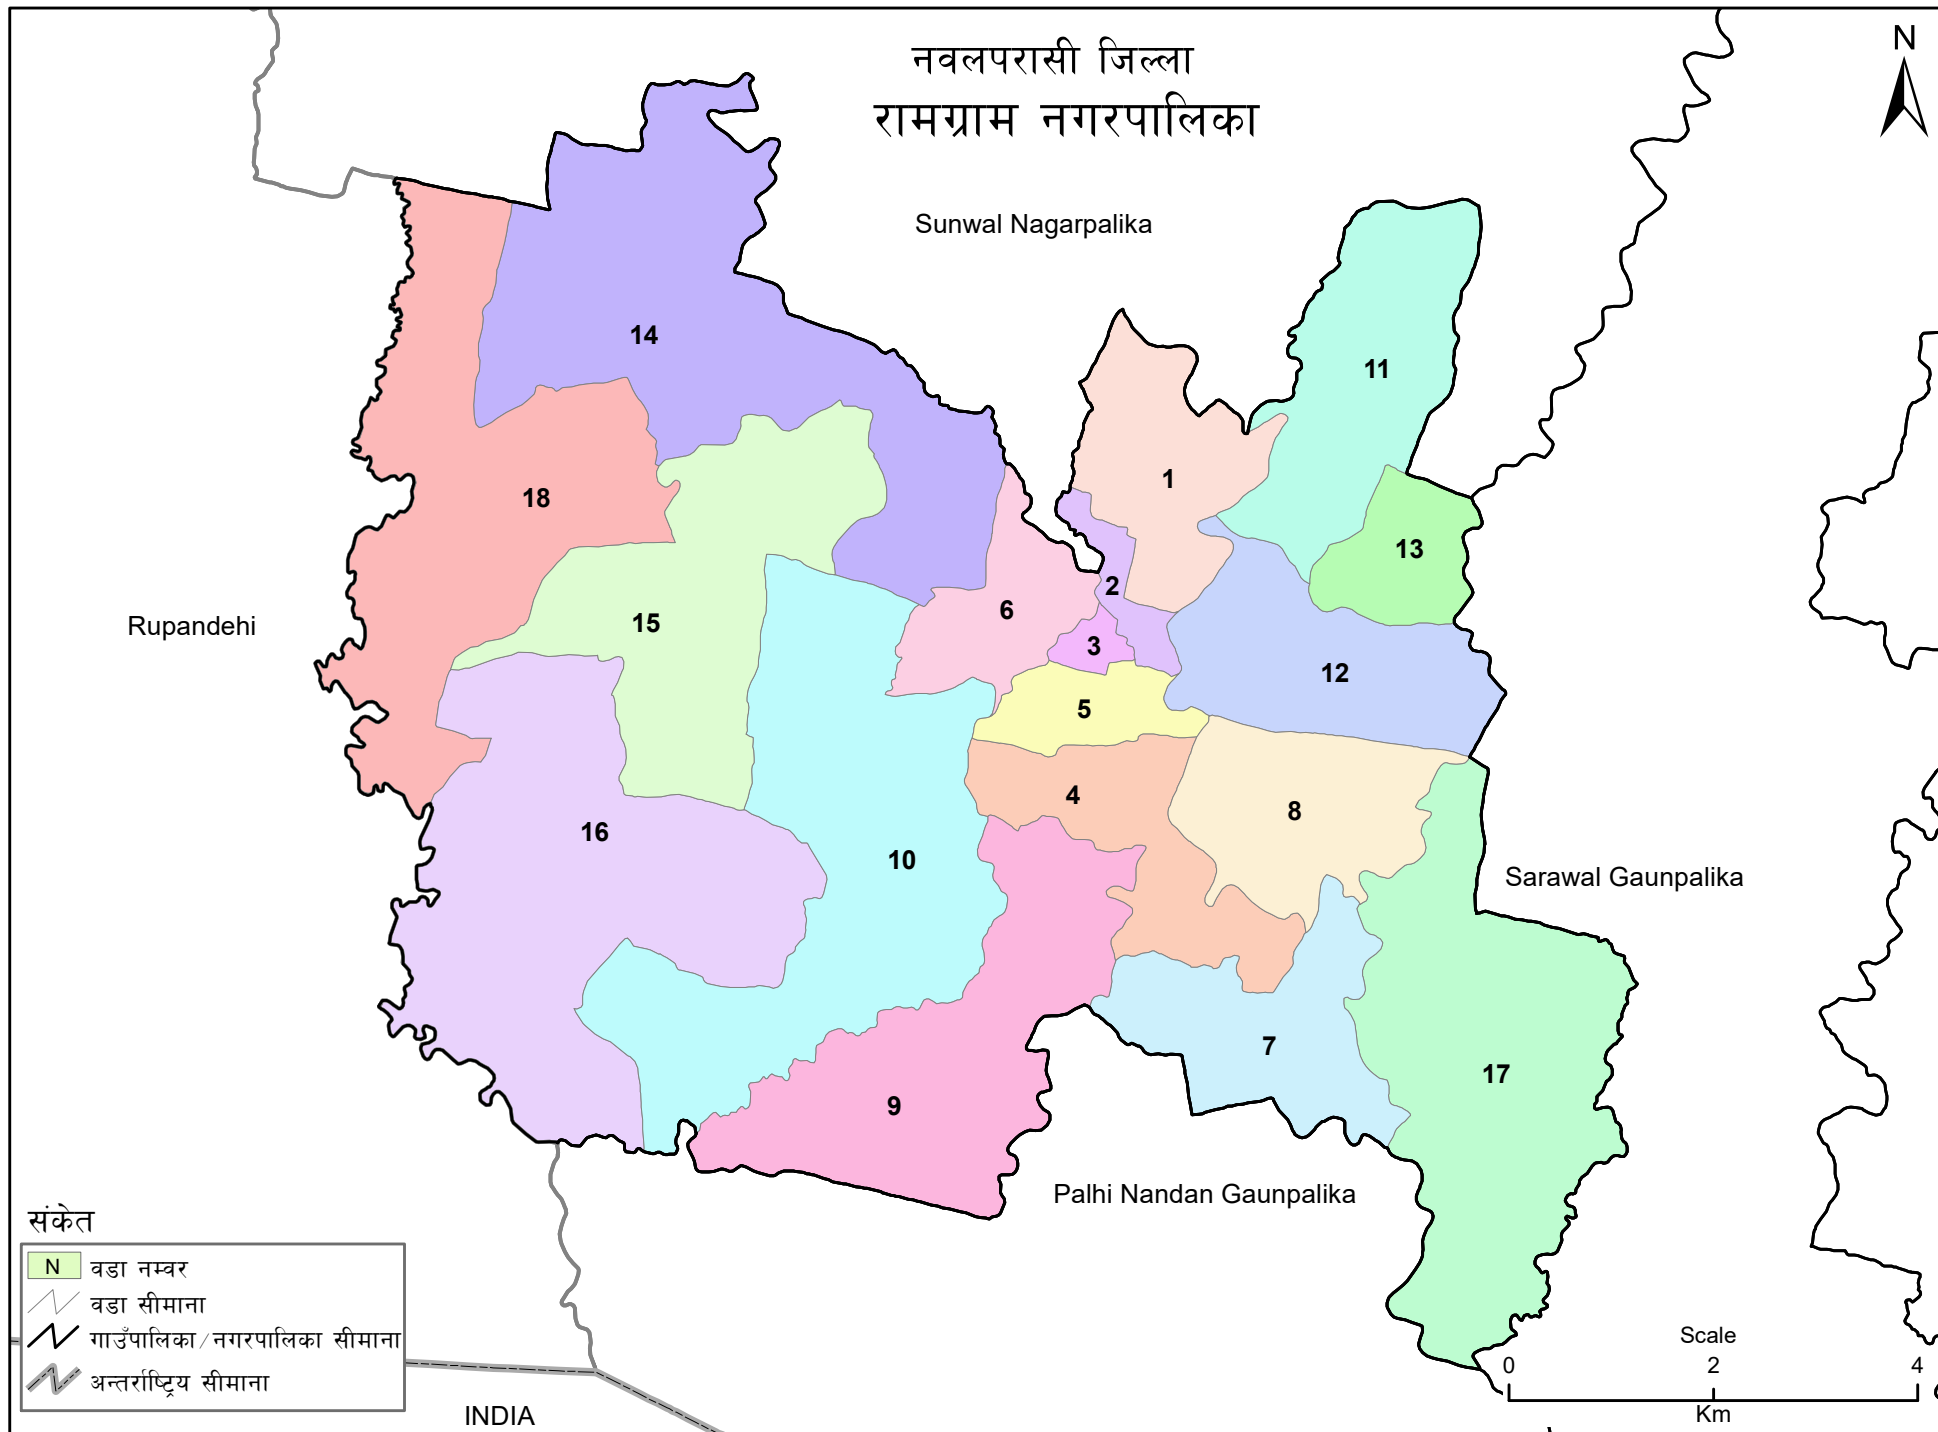 नवलपरासी जिल्ला
रामग्राम नगरपालिका
N
Sunwal Nagarpalika
14
11
1
18
13
2
6
15
3
Rupandehi
12
5
4
8
16
10
Sarawal Gaunpalika
7
17
9
Palhi Nandan Gaunpalika
संकेत
N वडा नम्वर
वडा सीमाना
गाउँपालिका/नगरपालिका सीमाना
अन्तर्राष्ट्रिय सीमाना
INDIA
Scale
0 2 4
Km